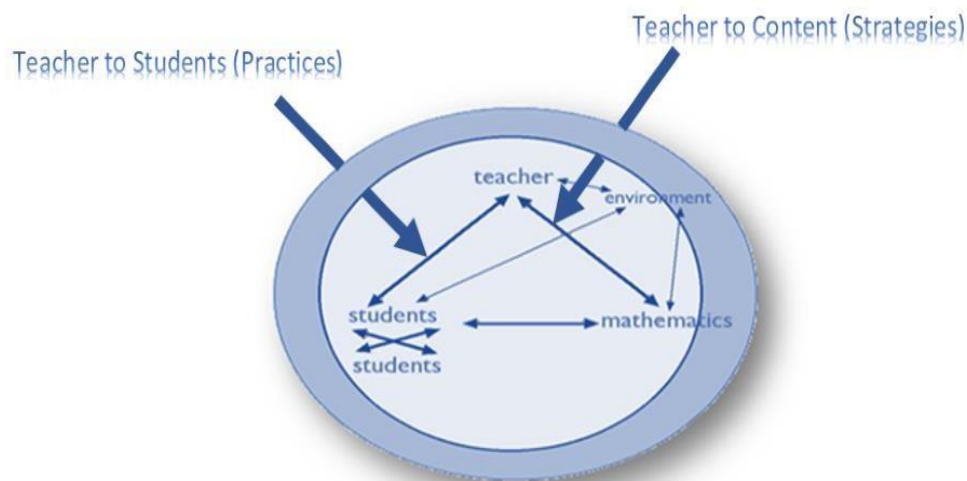 Teacher to Content (Strategies)
Teacher to Students (Practices)
teacher
environment
students
mathematics
students